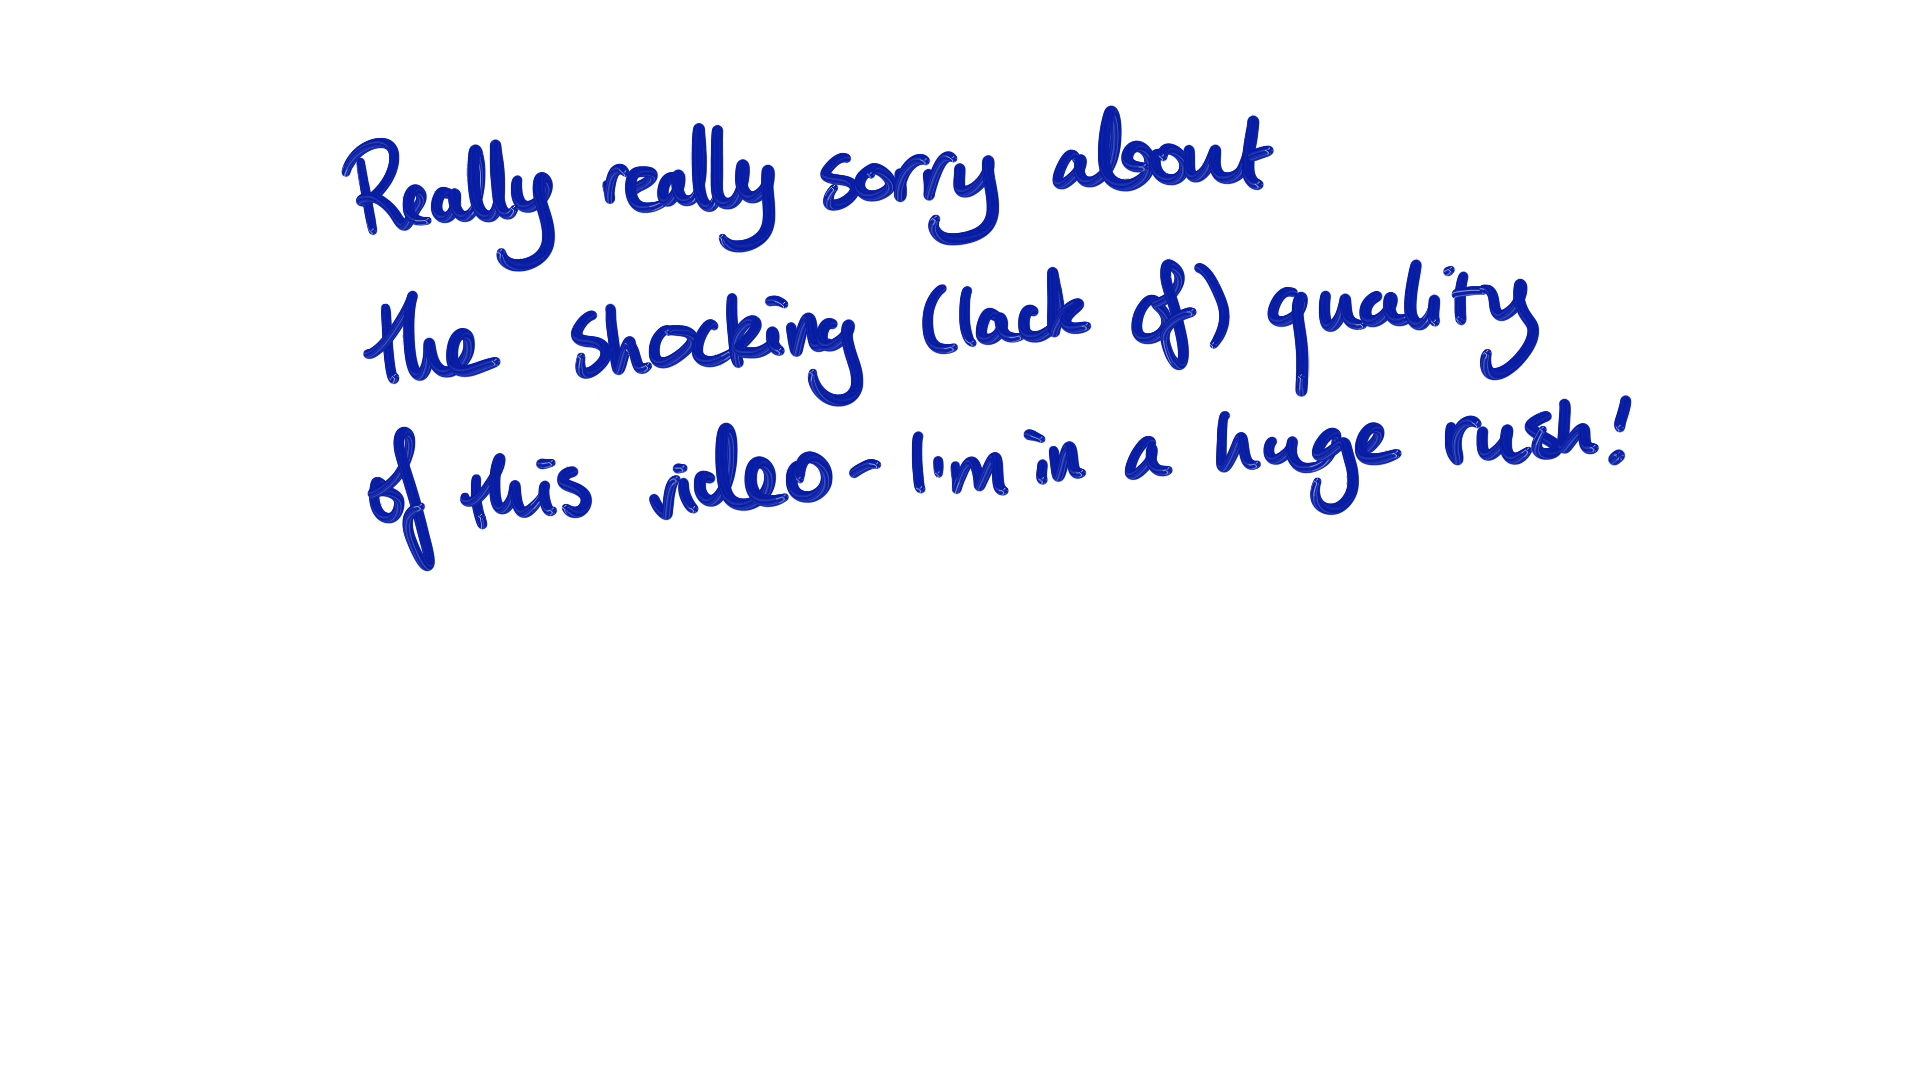 Really really sorry about
the shocking (lack of) quality
of this video - I'm in a huge rush!